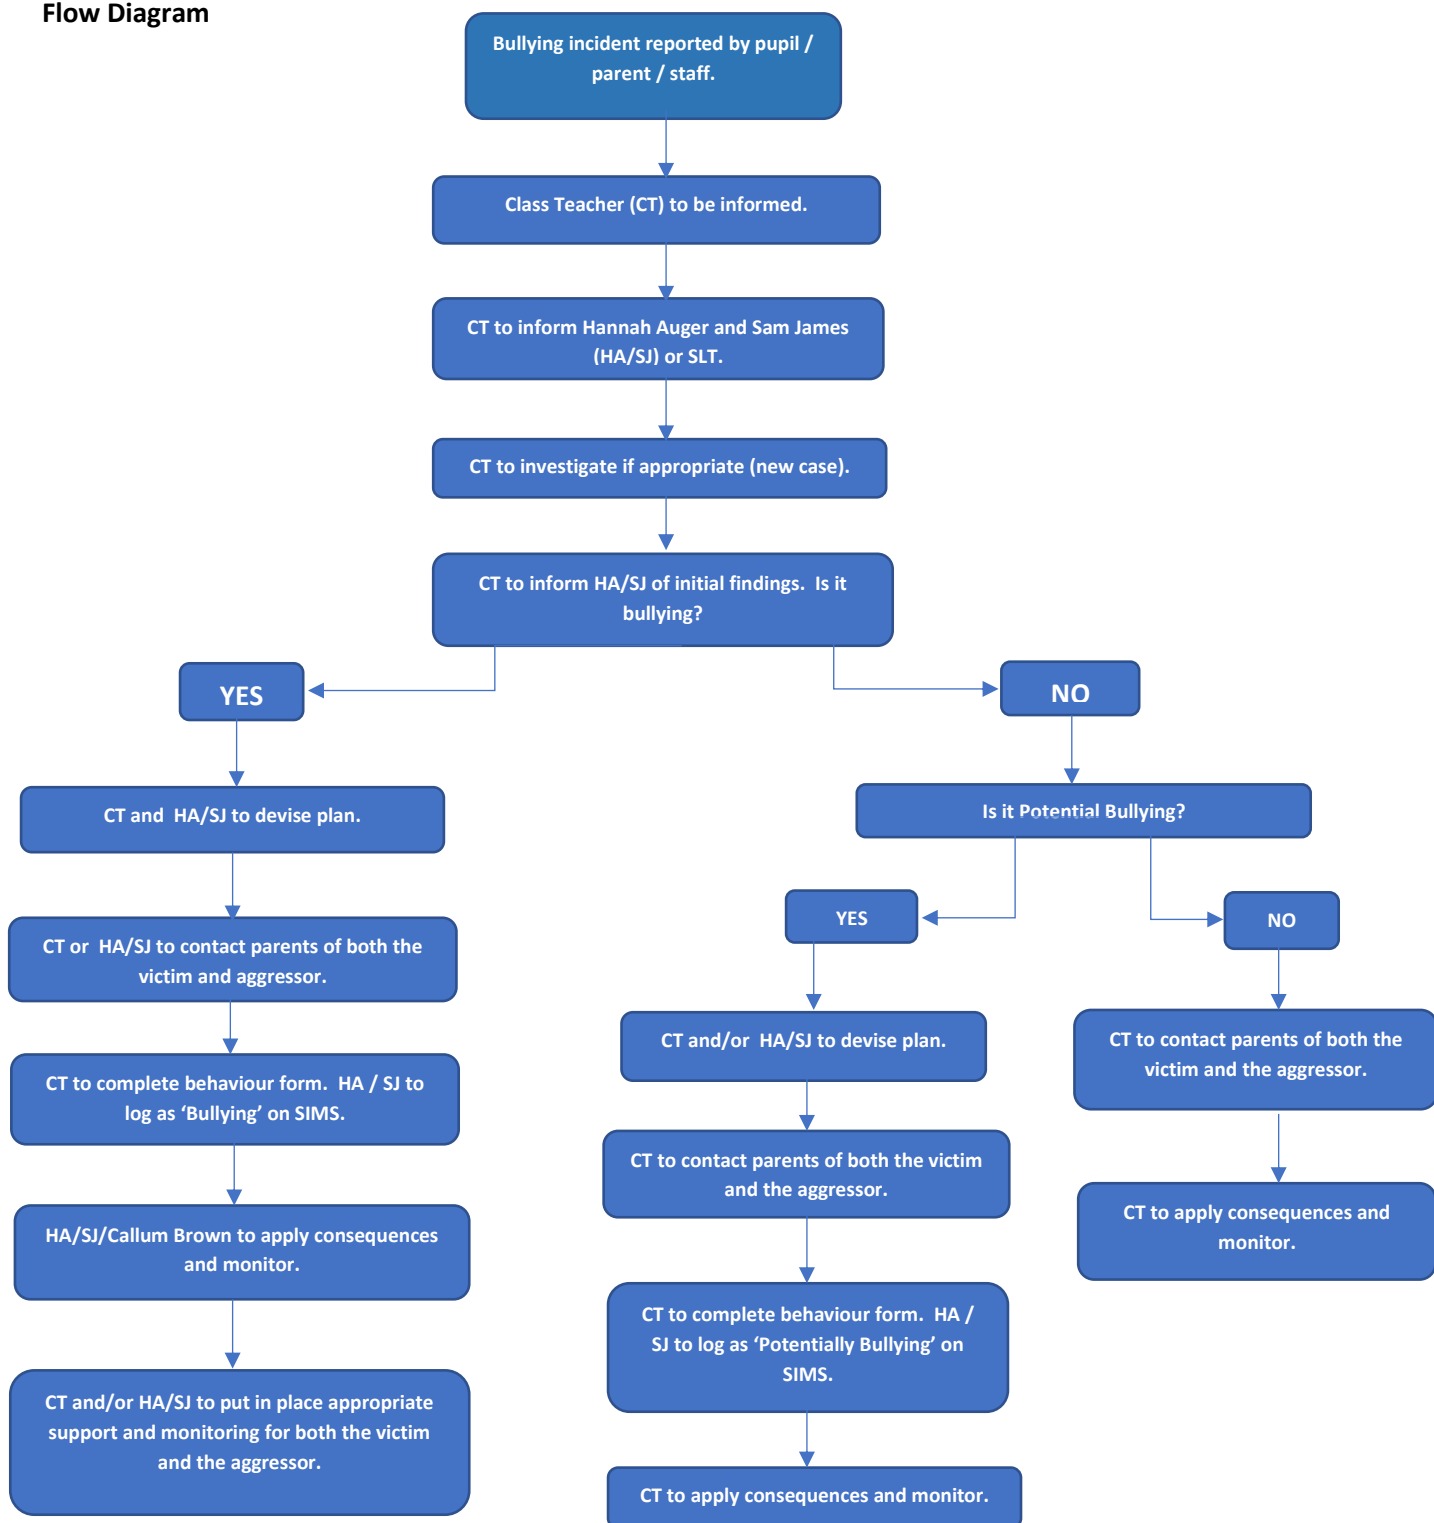 Flow Diagram
Bullying incident reported by pupil /
parent / staff.
Class Teacher (CT) to be informed.
CT to inform Hannah Auger and Sam James
(HA/SJ) or SLT.
CT to investigate if appropriate (new case).
CT to inform HA/SJ of initial findings.  Is it
bullying?
YES
NO
CT and  HA/SJ to devise plan.
CT or  HA/SJ to contact parents of both the
victim and aggressor.
CT to complete behaviour form.  HA / SJ to
log as ‘Bullying’ on SIMS.
HA/SJ/Callum Brown to apply consequences
and monitor.
CT and/or HA/SJ to put in place appropriate
support and monitoring for both the victim
and the aggressor.
Is it Potential Bullying?
YES
NO
CT and/or  HA/SJ to devise plan.
CT to contact parents of both the victim
and the aggressor.
CT to complete behaviour form.  HA /
SJ to log as ‘Potentially Bullying’ on
SIMS.
CT to apply consequences and monitor.
CT to contact parents of both the
victim and the aggressor.
CT to apply consequences and
monitor.